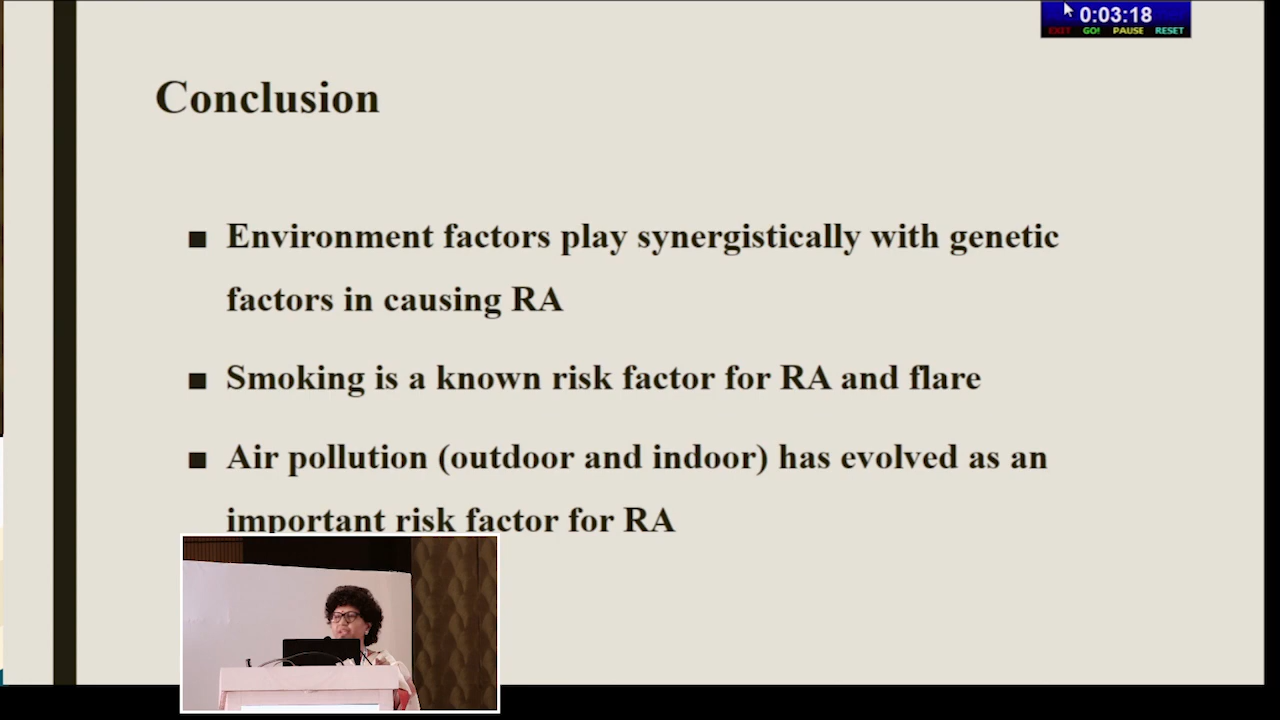 0:03:18
EXIT GO! PAUSE RESET
Conclusion
■ Environment factors play synergistically with genetic
factors in causing RA
■ Smoking is a known risk factor for RA and flare
■ Air pollution (outdoor and indoor) has evolved as an
important risk factor for RA